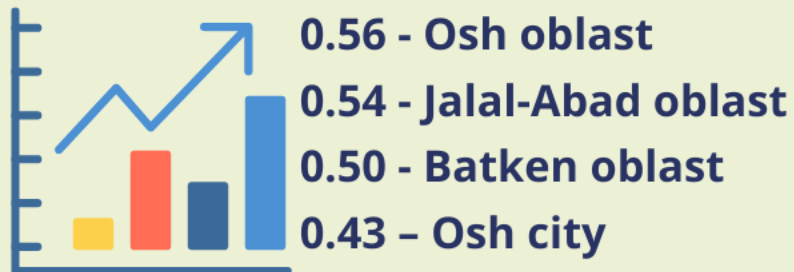 0.56 - Osh oblast
0.54 - Jalal-Abad oblast
0.50 - Batken oblast
0.43 – Osh city